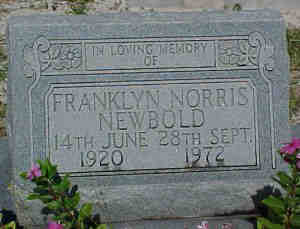 IN LOVING MEMORY
OF
FRANKLYN NORRIS
NEWBOLD
14TH JUNE 28TH SEPT.
1920 1972